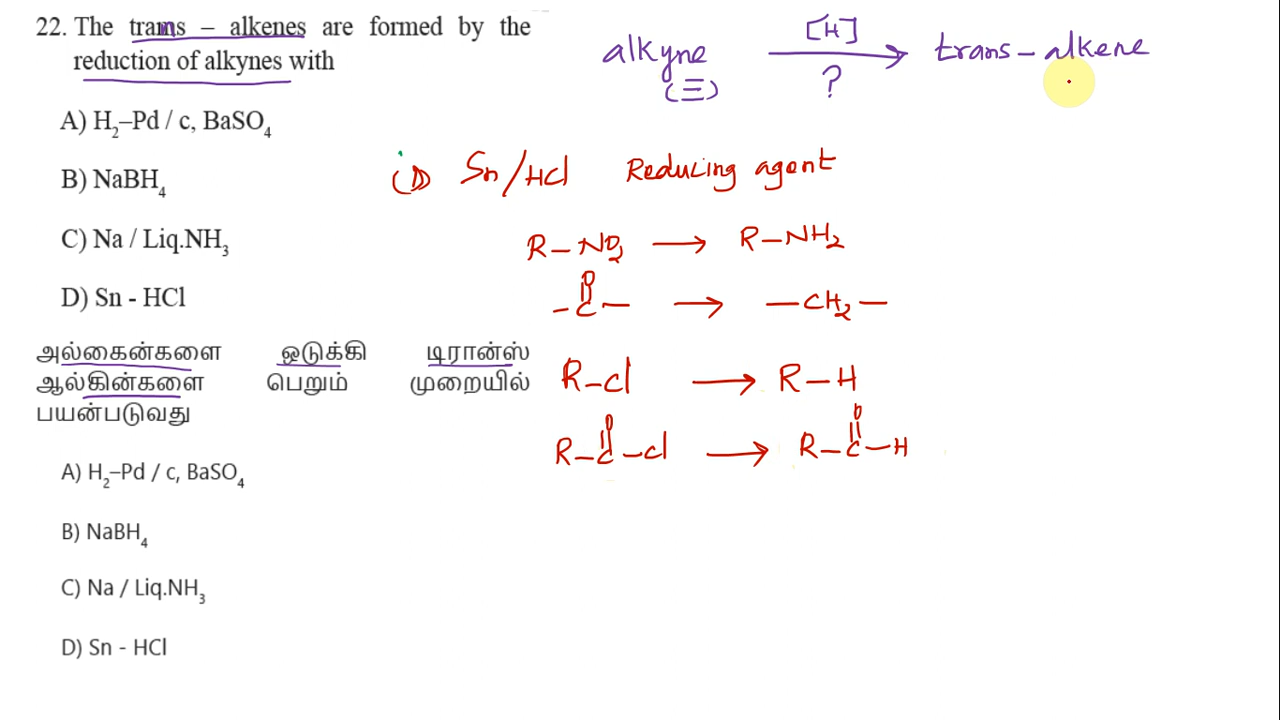 22. The trans – alkenes are formed by the
reduction of alkynes with
A) H₂–Pd / c, BaSO₄
B) NaBH₄
C) Na / Liq.NH₃
D) Sn - HCl
அல்கைன்களை ஒடுக்கி டிரான்ஸ்
ஆல்கின்களை பெறும் முறையில்
பயன்படுவது
A) H₂–Pd / c, BaSO₄
B) NaBH₄
C) Na / Liq.NH₃
D) Sn - HCl
alkyne [H] → trans – alkene
(≡) ?
(i) Sn/HCl Reducing agent
R–NO₂ → R–NH₂
O
–C– → –CH₂–
R–Cl → R–H
O O
R–C–Cl → R–C–H